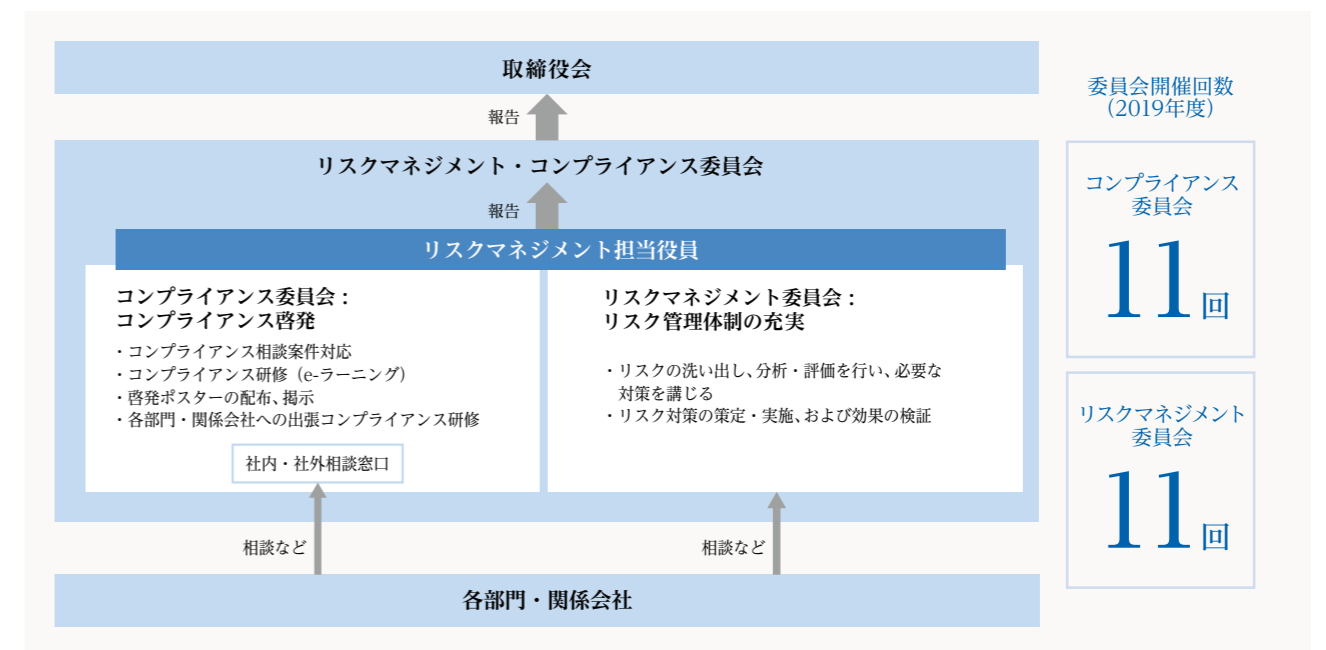 取締役会
報告
リスクマネジメント・コンプライアンス委員会
報告
リスクマネジメント担当役員
コンプライアンス委員会：
コンプライアンス啓発
・コンプライアンス相談案件対応
・コンプライアンス研修（e-ラーニング）
・啓発ポスターの配布、掲示
・各部門・関係会社への出張コンプライアンス研修
社内・社外相談窓口
リスクマネジメント委員会：
リスク管理体制の充実
・リスクの洗い出し、分析・評価を行い、必要な
対策を講じる
・リスク対策の策定・実施、および効果の検証
相談など
相談など
各部門・関係会社
委員会開催回数
（2019年度）
コンプライアンス
委員会
11回
リスクマネジメント
委員会
11回